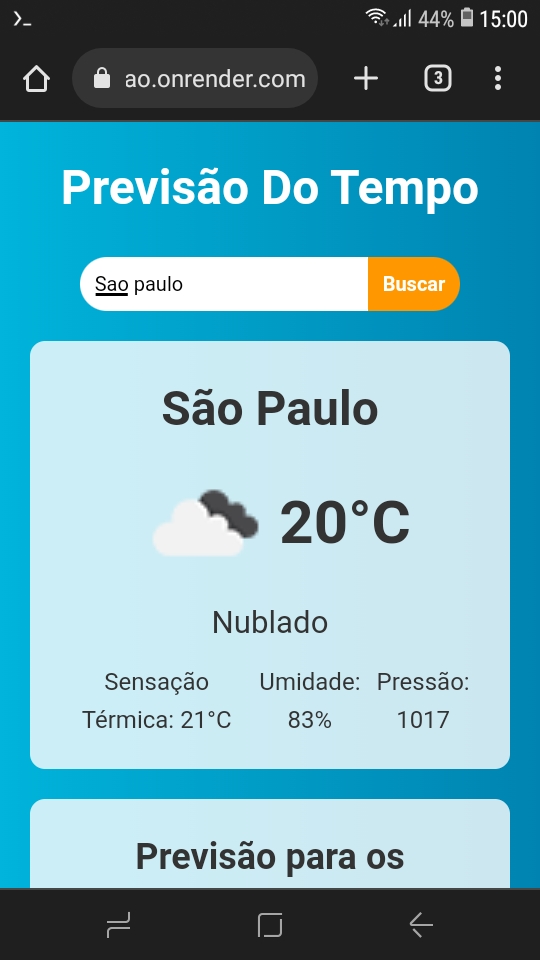 44% 15:00
ao.onrender.com 3
Previsão Do Tempo
Sao paulo Buscar
São Paulo
20°C
Nublado
Sensação Umidade: Pressão:
Térmica: 21°C 83% 1017
Previsão para os